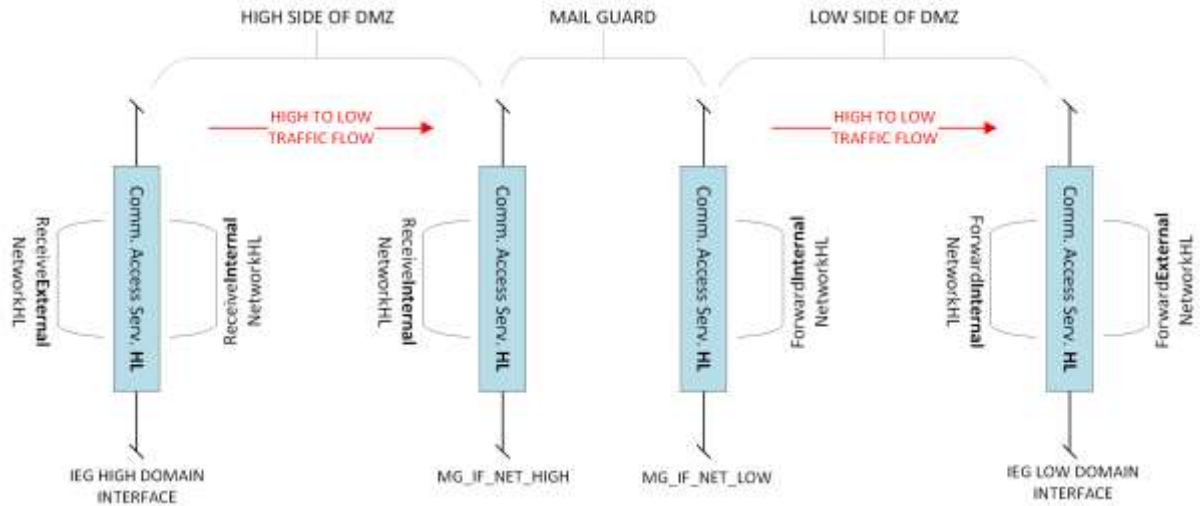 HIGH SIDE OF DMZ
MAIL GUARD
LOW SIDE OF DMZ
HIGH TO LOW
TRAFFIC FLOW
HIGH TO LOW
TRAFFIC FLOW
ReceiveExternal
NetworkHL
Comm. Access Serv. HL
ReceiveInternal
NetworkHL
ReceiveInternal
NetworkHL
Comm. Access Serv. HL
Comm. Access Serv. HL
ForwardInternal
NetworkHL
ForwardInternal
NetworkHL
Comm. Access Serv. HL
ForwardExternal
NetworkHL
IEG HIGH DOMAIN
INTERFACE
MG_IF_NET_HIGH
MG_IF_NET_LOW
IEG LOW DOMAIN
INTERFACE